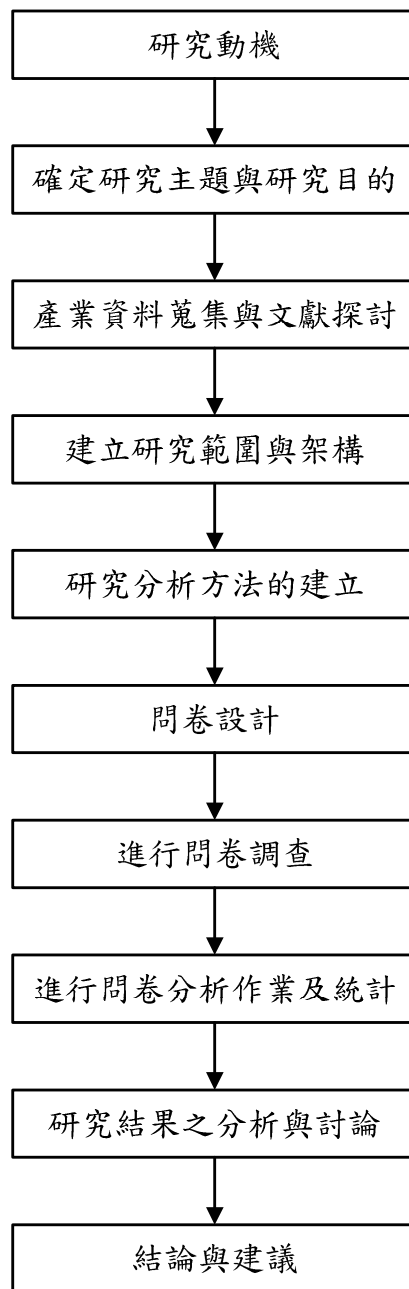 研究動機
確定研究主題與研究目的
產業資料蒐集與文獻探討
建立研究範圍與架構
研究分析方法的建立
問卷設計
進行問卷調查
進行問卷分析作業及統計
研究結果之分析與討論
結論與建議